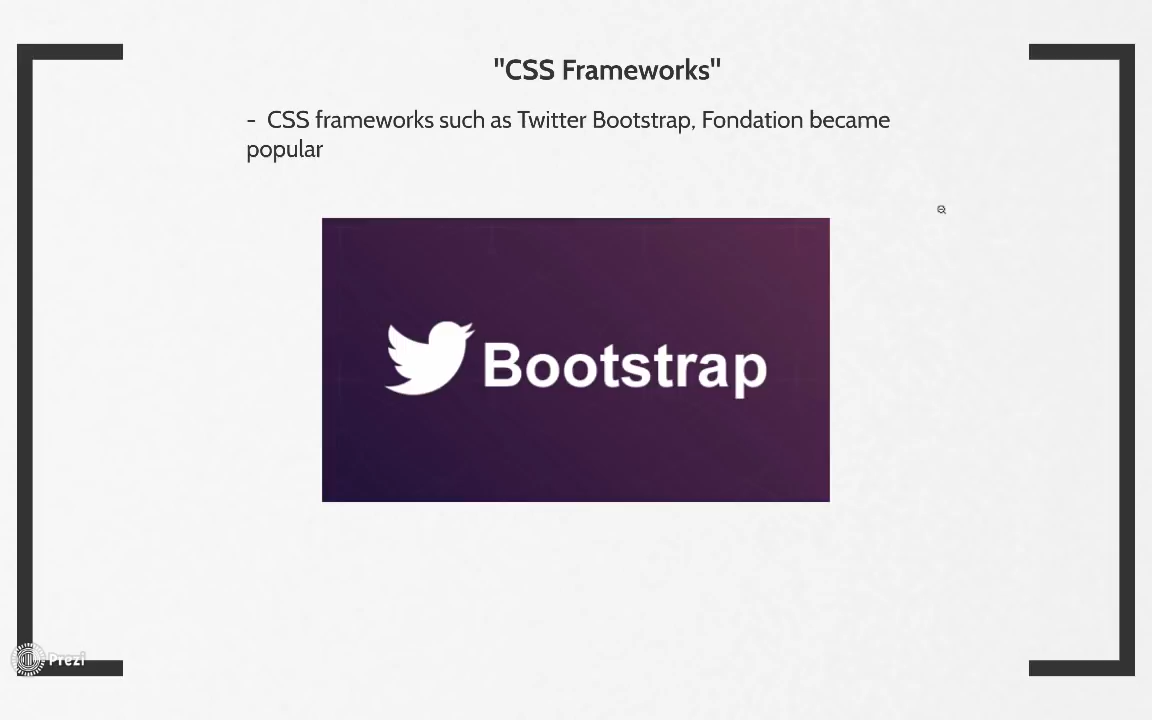 "CSS Frameworks"
- CSS frameworks such as Twitter Bootstrap, Fondation became
popular
Bootstrap
Prezi